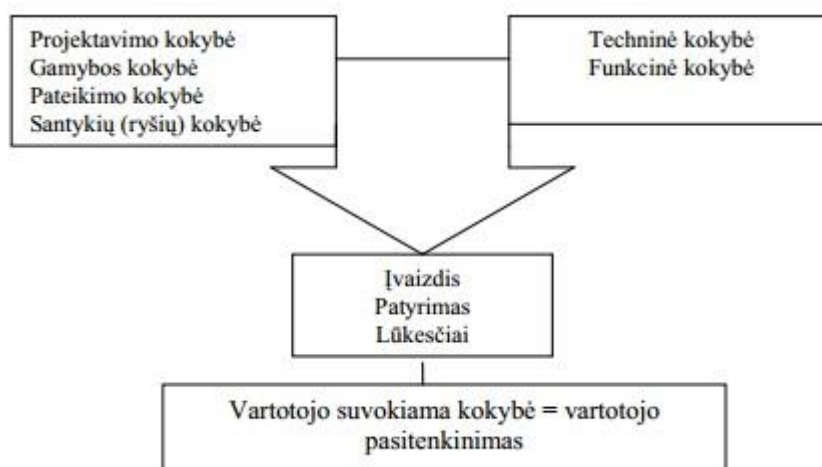 Projektavimo kokybė
Gamybos kokybė
Pateikimo kokybė
Santykių (ryšių) kokybė
Techninė kokybė
Funkcinė kokybė
Įvaizdis
Patyrimas
Lūkesčiai
Vartotojo suvokiama kokybė = vartotojo
pasitenkinimas